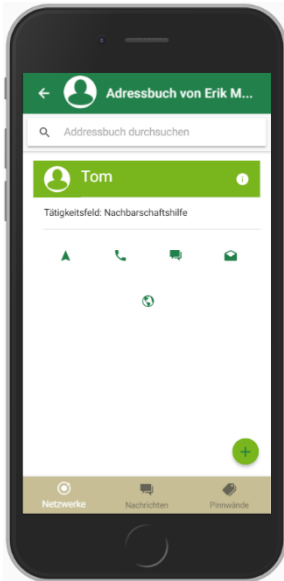 Adressbuch von Erik M...
Addressbuch durchsuchen
Tom
Tätigkeitsfeld: Nachbarschaftshilfe
Netzwerke
Nachrichten
Pinnwände